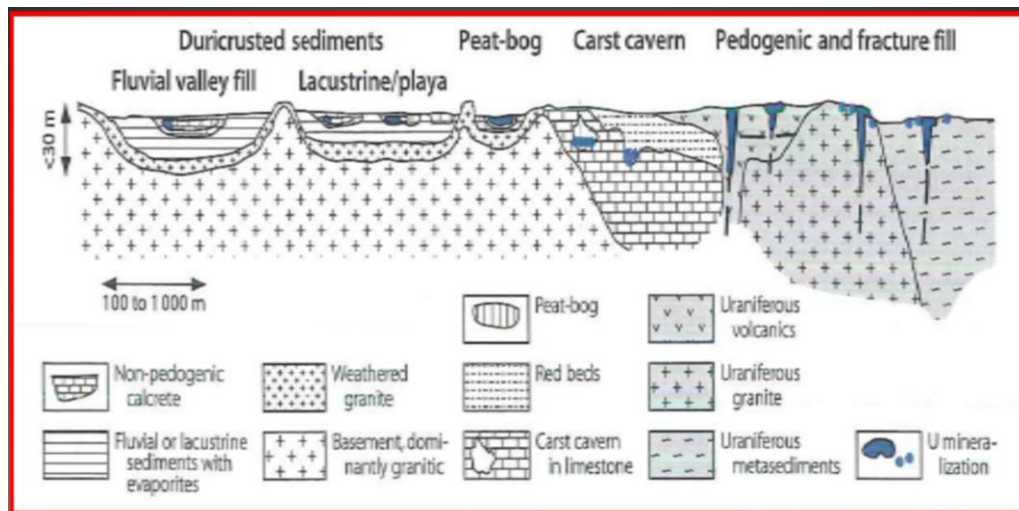 Duricrusted sediments
Peat-bog
Carst cavern
Pedogenic and fracture fill
Fluvial valley fill
Lacustrine/playa
<30 m
100 to 1 000 m
Peat-bog
Uraniferous
volcanics
Non-pedogenic
calcrete
Weathered
granite
Red beds
Uraniferous
granite
Fluvial or lacustrine
sediments with
evaporites
Basement, domi-
nantly granitic
Carst cavern
in limestone
Uraniferous
metasediments
U minera-
lization